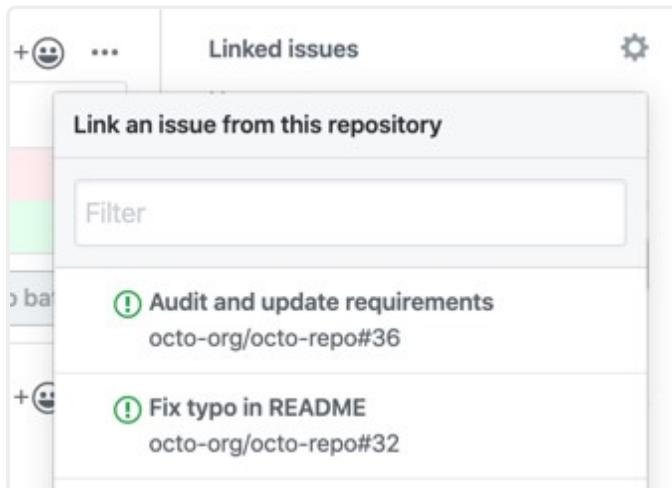 Linked issues
Link an issue from this repository
Filter
Audit and update requirements
octo-org/octo-repo#36
Fix typo in README
octo-org/octo-repo#32